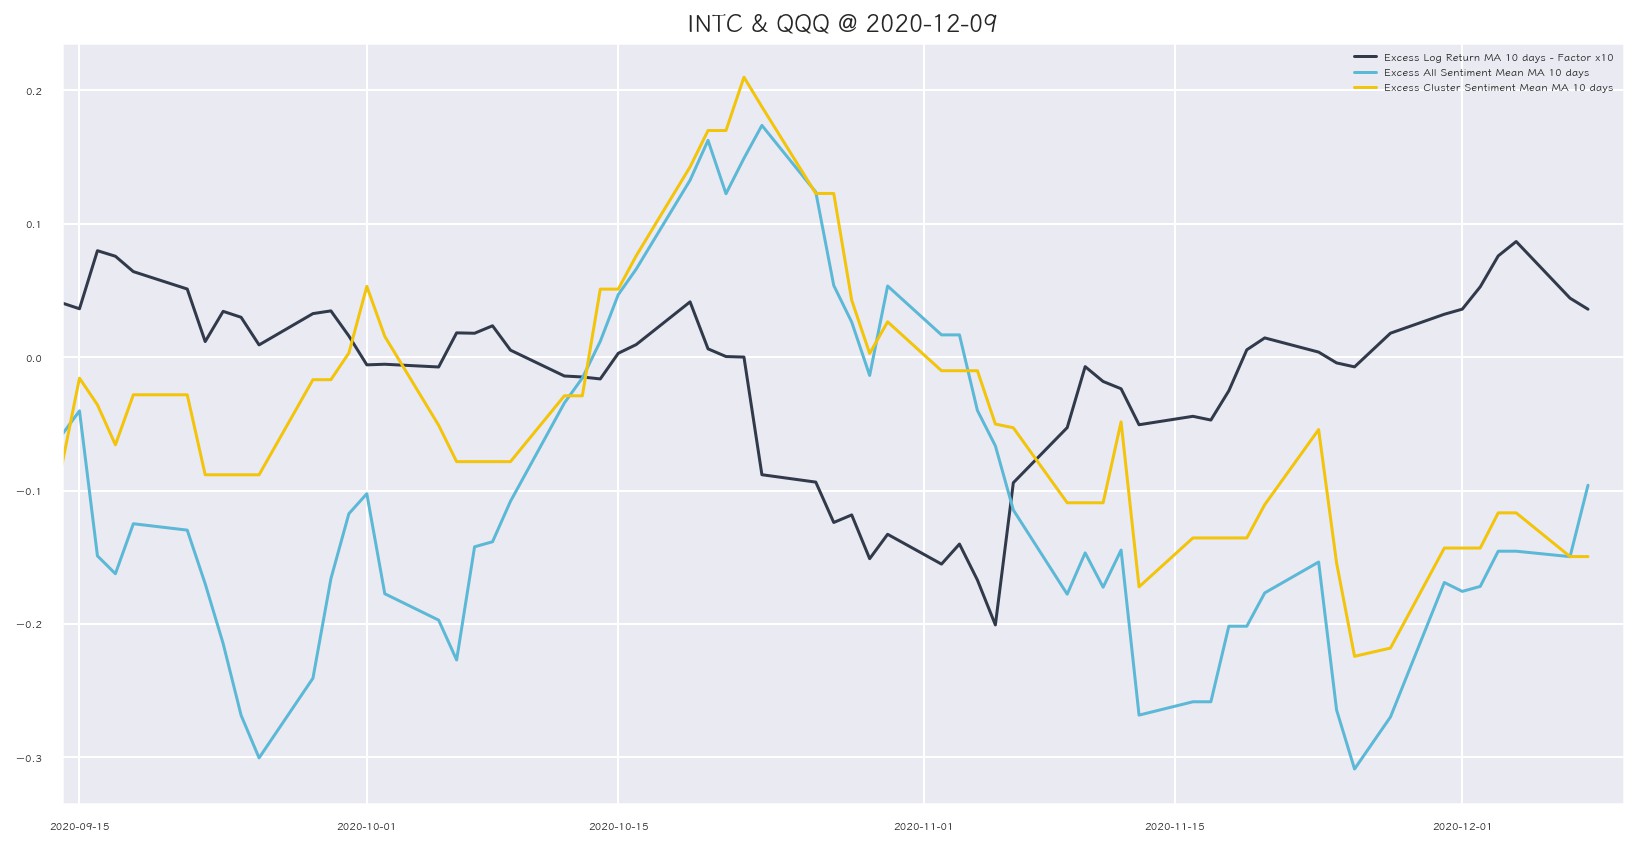 INTC & QQQ @ 2020-12-09
Excess Log Return MA 10 days - Factor x10
Excess All Sentiment Mean MA 10 days
Excess Cluster Sentiment Mean MA 10 days
0.2
0.1
0.0
−0.1
−0.2
−0.3
2020-09-15 2020-10-01 2020-10-15 2020-11-01 2020-11-15 2020-12-01